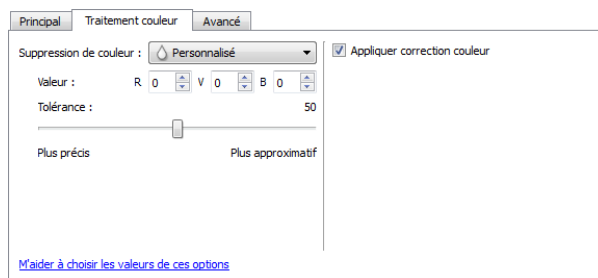 Principal Traitement couleur Avancé
Suppression de couleur : Personnalisé Appliquer correction couleur
Valeur : R 0 V 0 B 0
Tolérance : 50
Plus précis Plus approximatif
M'aider à choisir les valeurs de ces options